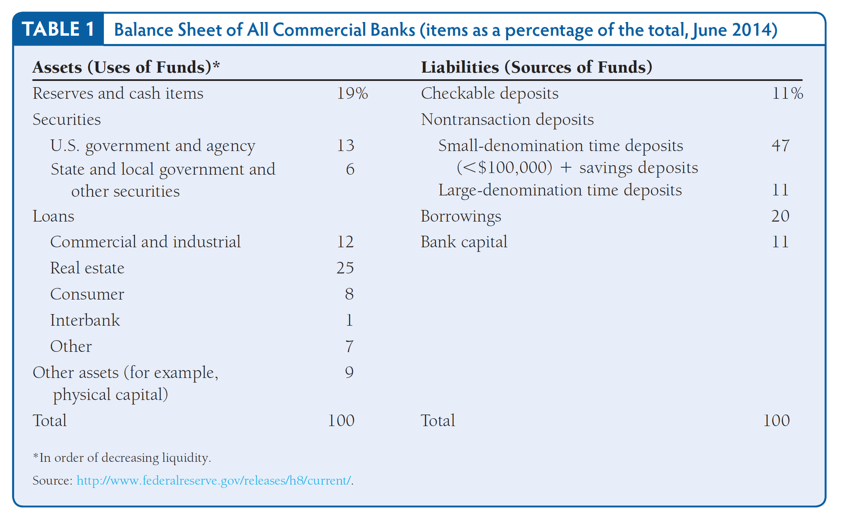 TABLE 1 Balance Sheet of All Commercial Banks (items as a percentage of the total, June 2014)
Assets (Uses of Funds)* Liabilities (Sources of Funds)
Reserves and cash items 19% Checkable deposits 11%
Securities Nontransaction deposits
U.S. government and agency 13 Small-denomination time deposits 47
State and local government and 6 (<$100,000) + savings deposits
other securities Large-denomination time deposits 11
Loans Borrowings 20
Commercial and industrial 12 Bank capital 11
Real estate 25
Consumer 8
Interbank 1
Other 7
Other assets (for example, 9
physical capital)
Total 100 Total 100
*In order of decreasing liquidity.
Source: http://www.federalreserve.gov/releases/h8/current/.